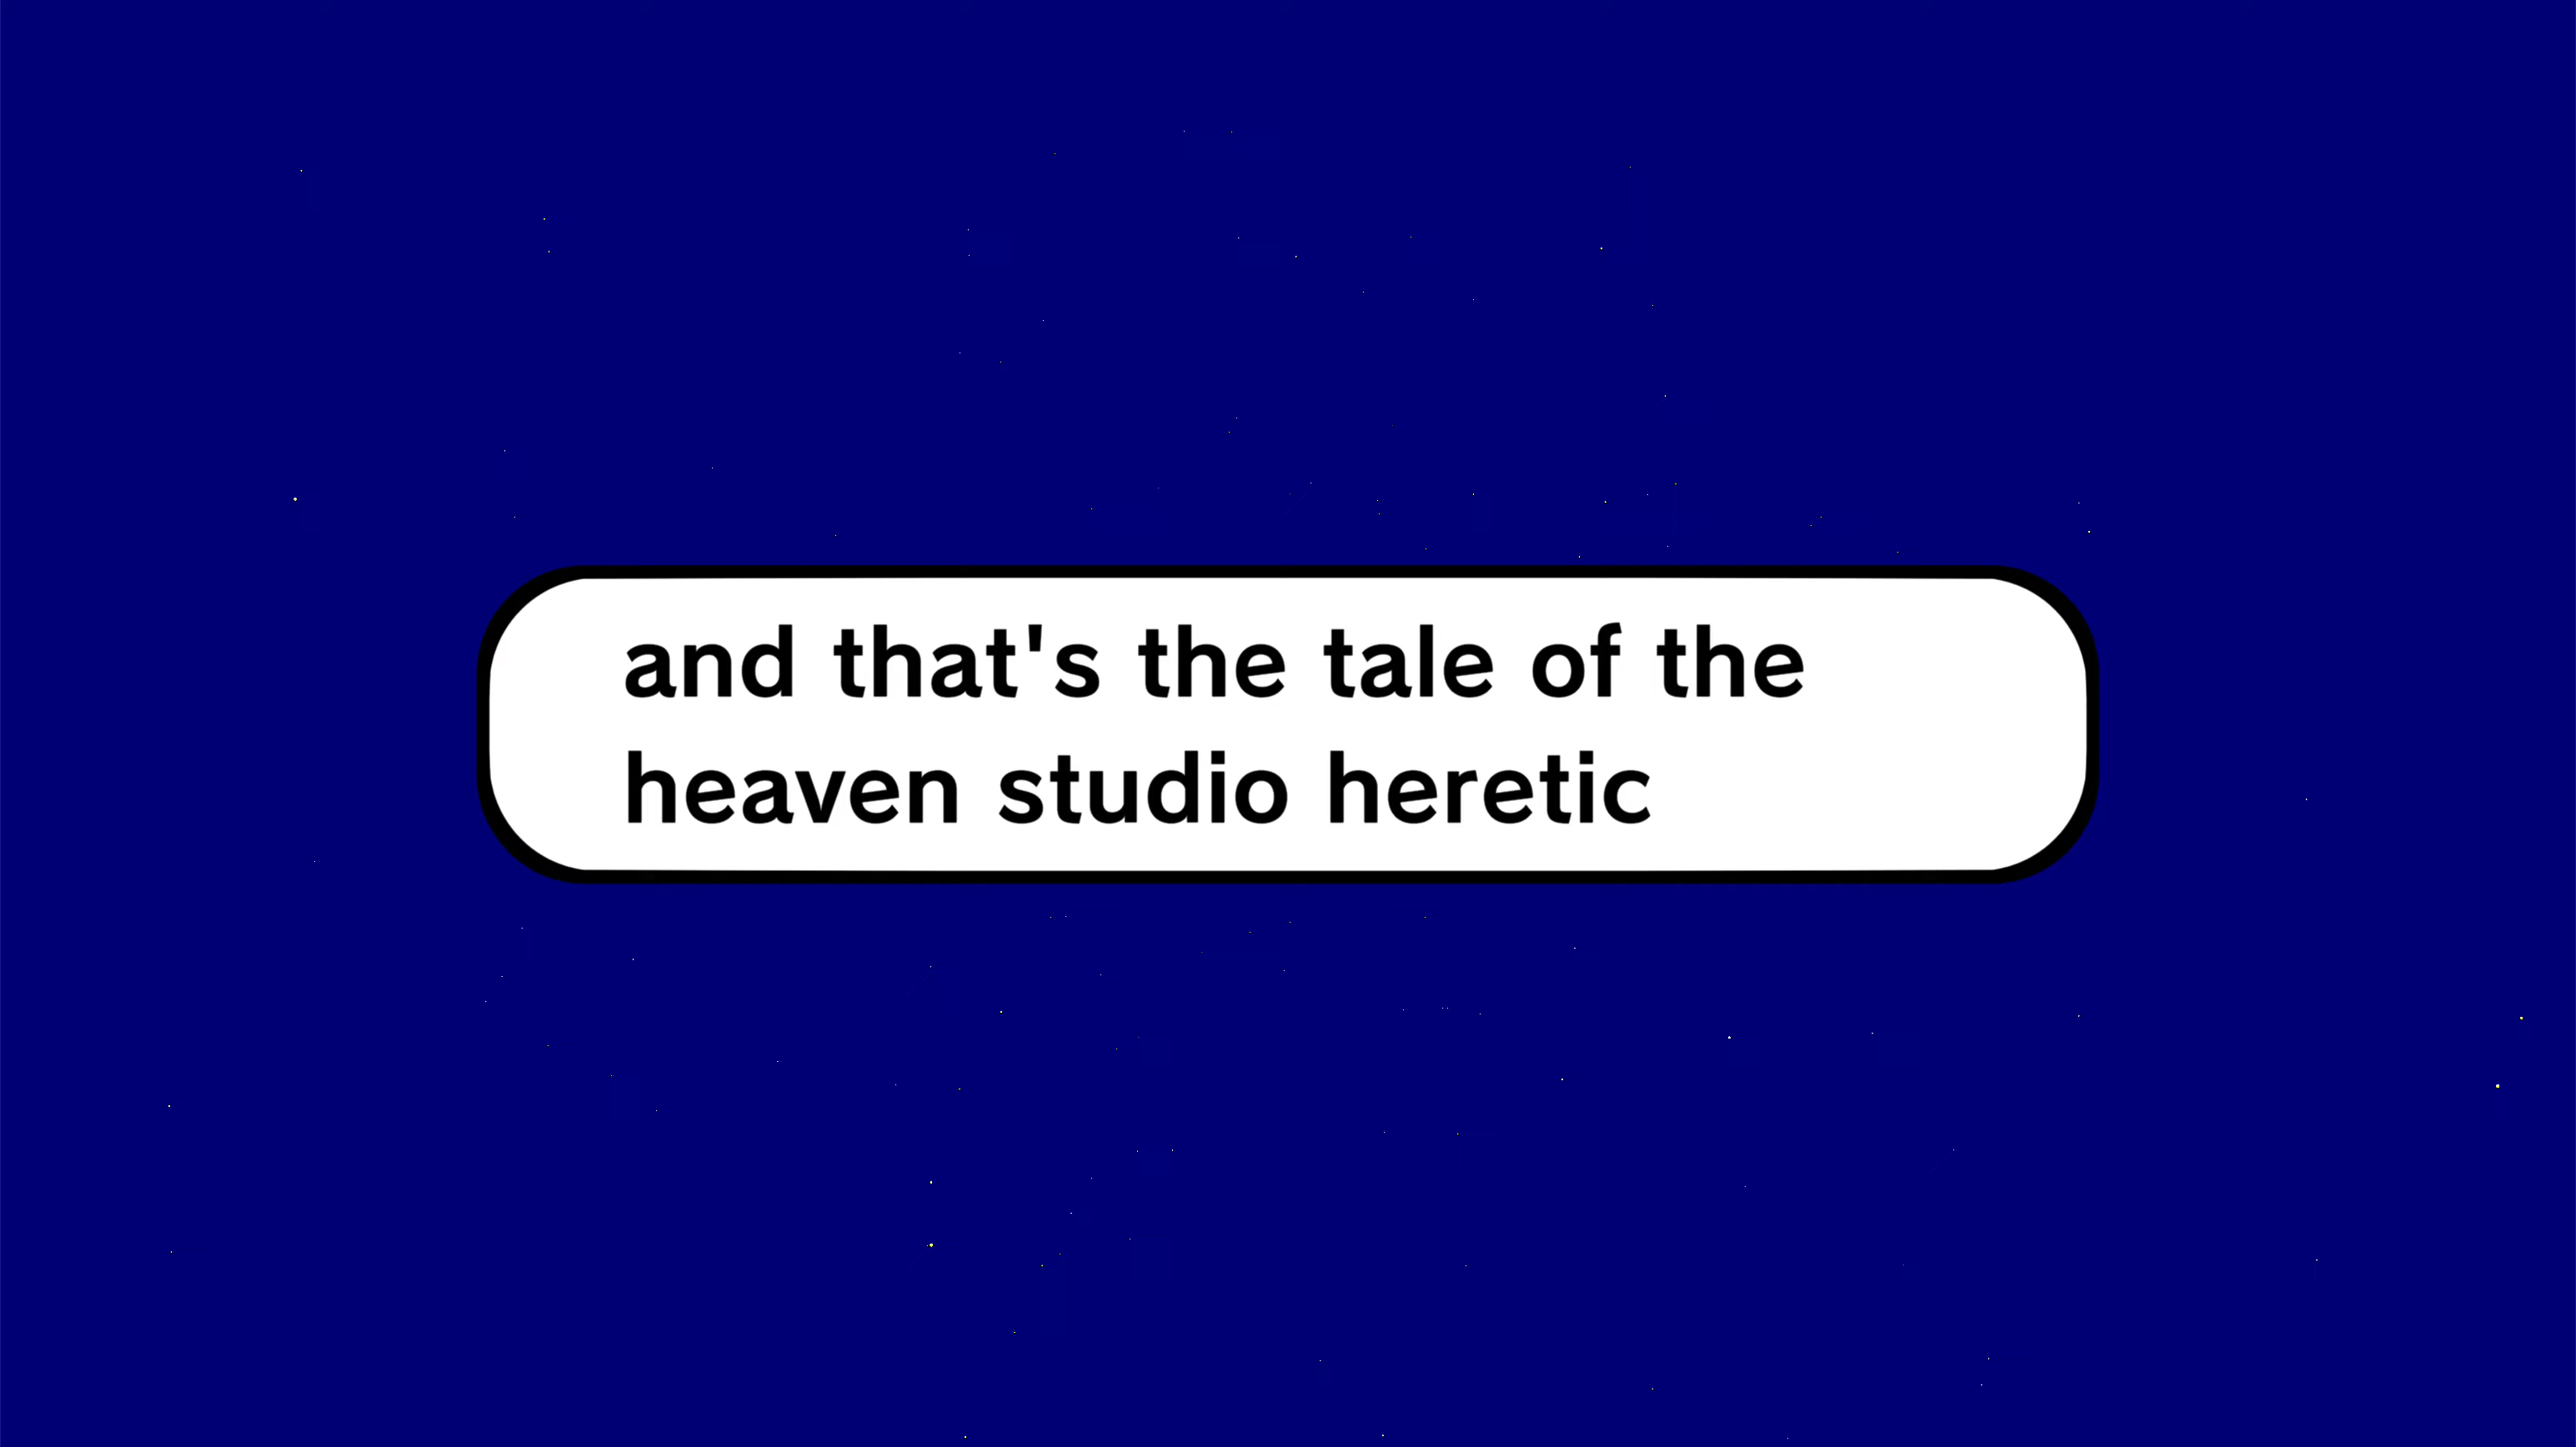 and that's the tale of the
heaven studio heretic